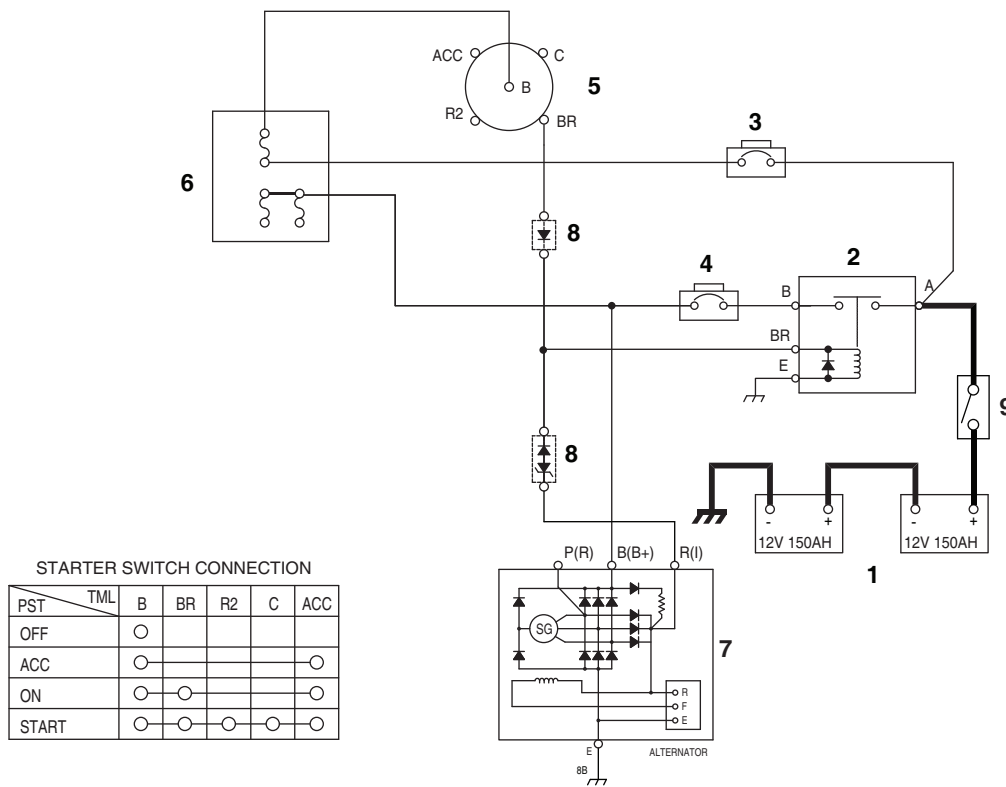 ACC
C
B
5
R2
BR
3
6
8
4
2
B
A
BR
E
9
8
- + - +
12V 150AH 12V 150AH
1
P(R) B(B+) R(I)
SG
7
R
F
E
E
ALTERNATOR
8B
STARTER SWITCH CONNECTION
PST TML B BR R2 C ACC
OFF
ACC
ON
START